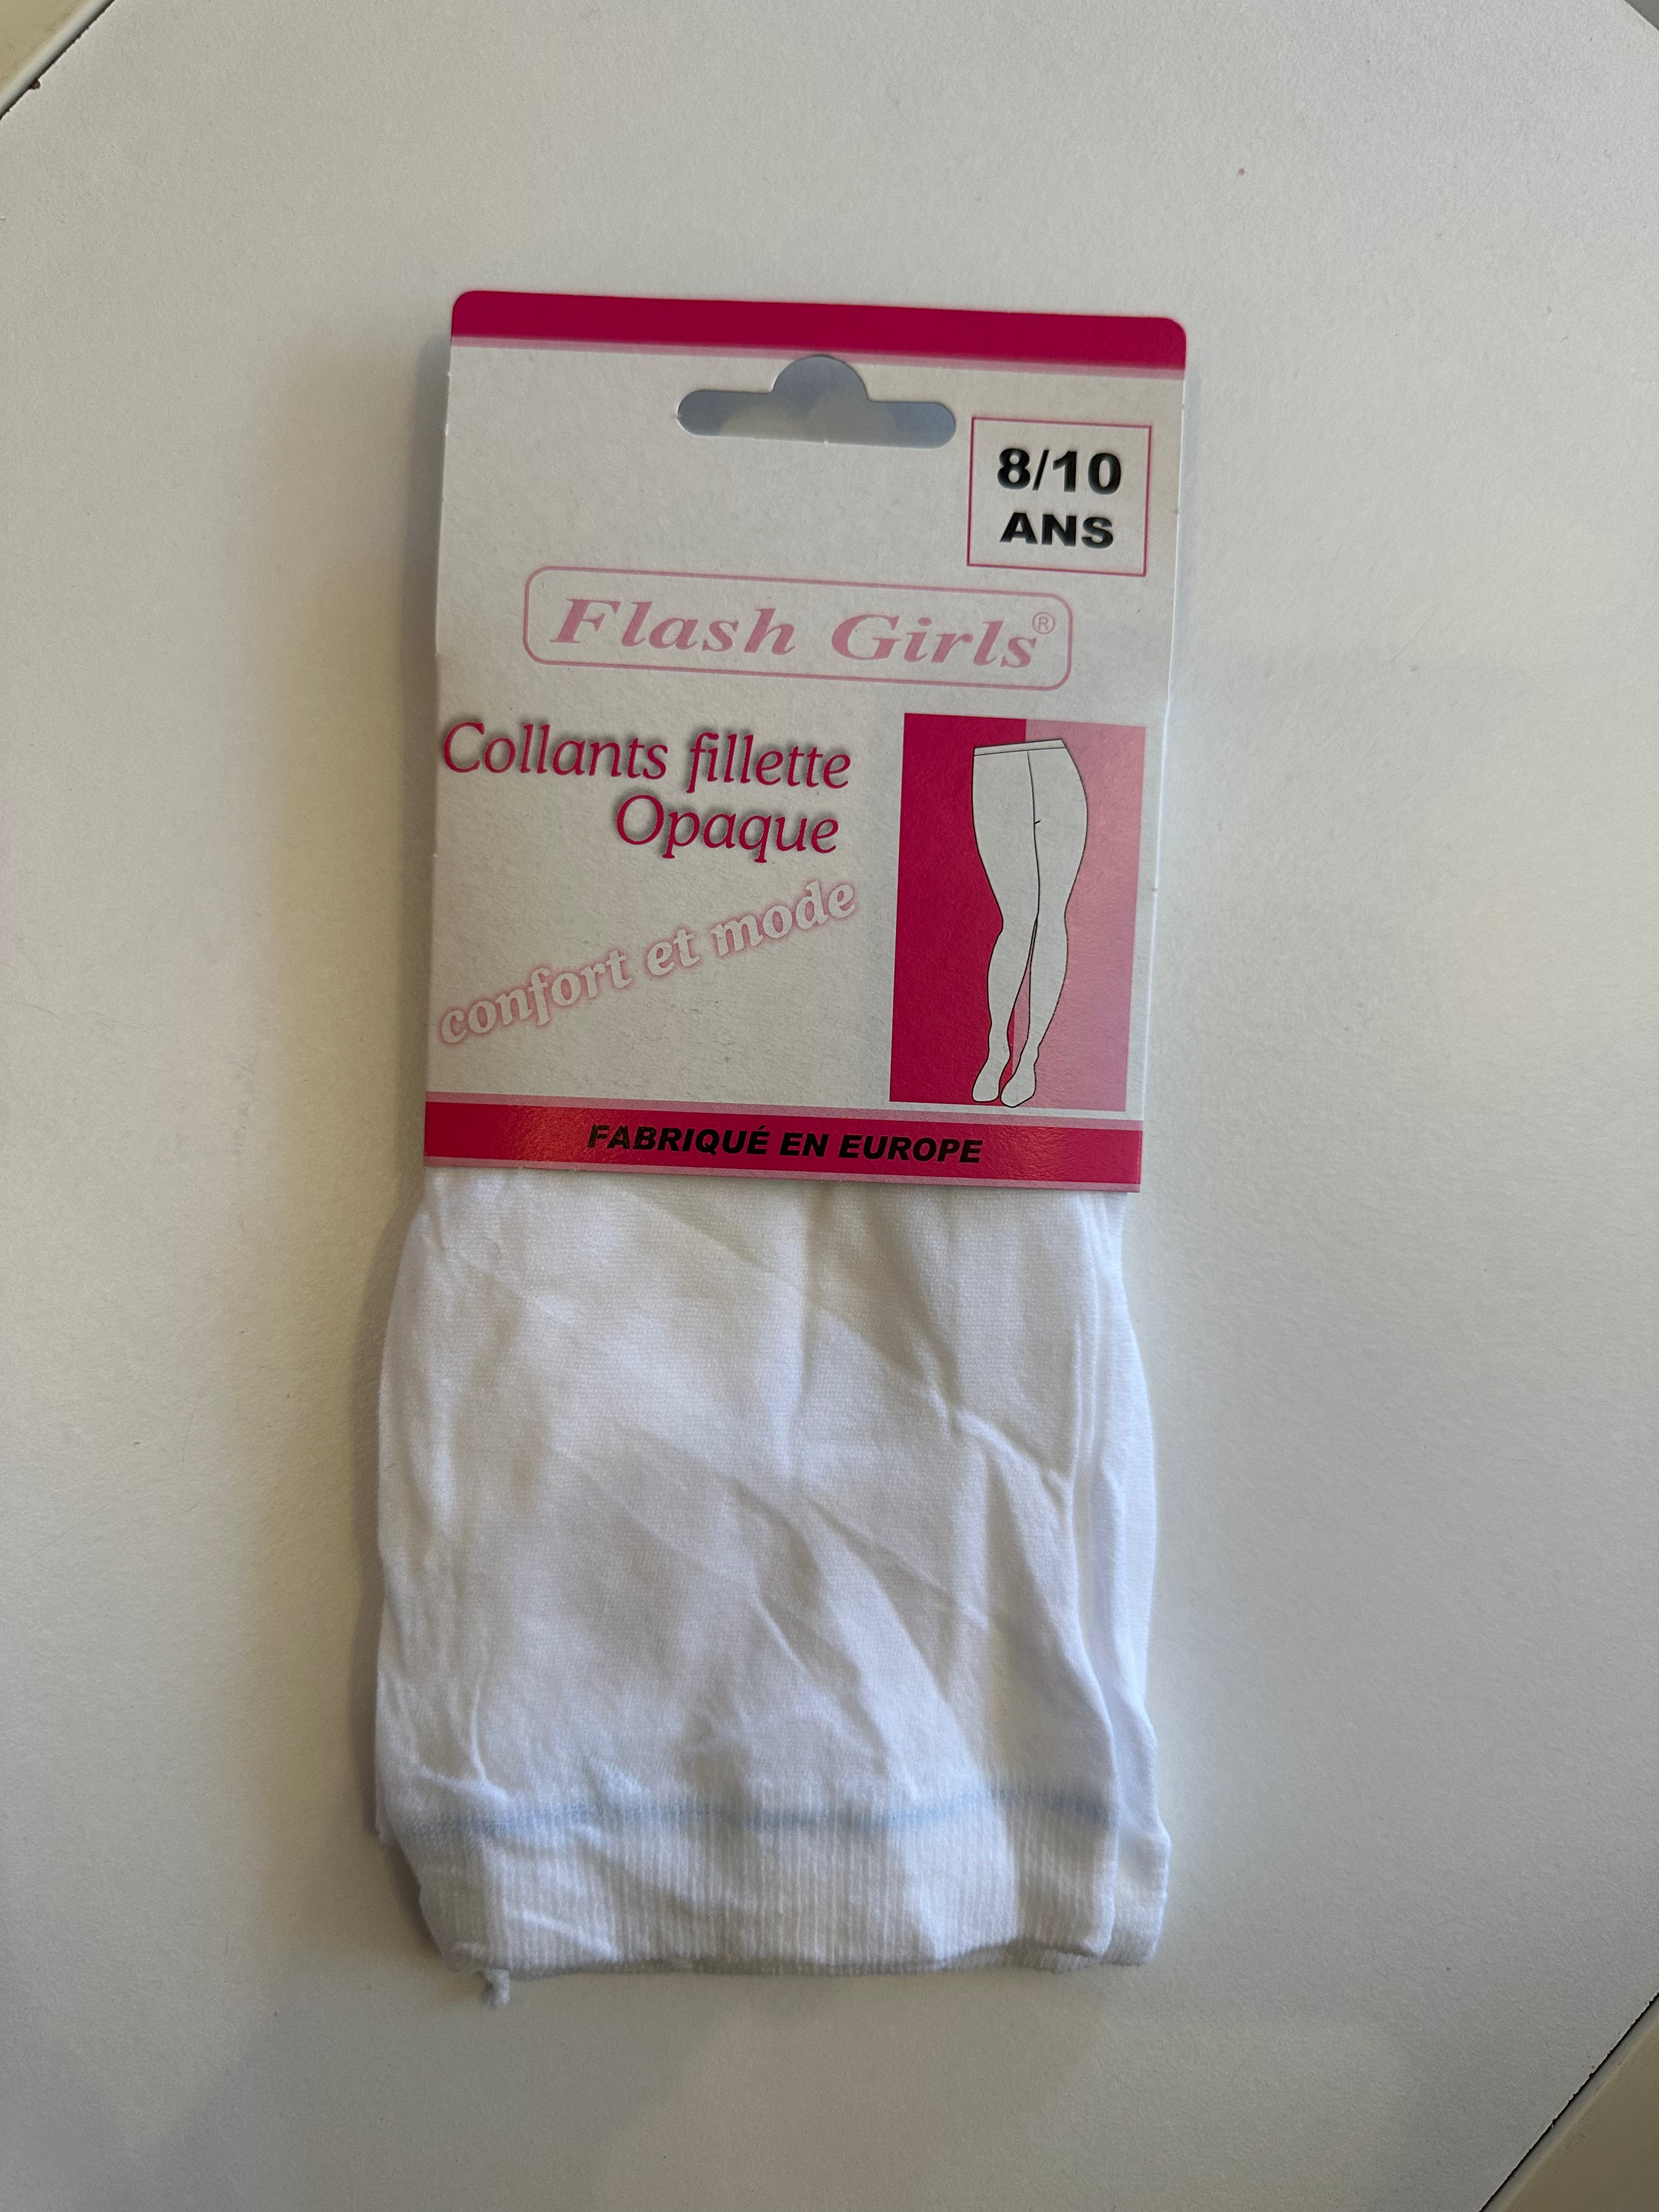 8/10
ANS
Flash Girls®
Collants fillette
Opaque
confort et mode
FABRIQUÉ EN EUROPE